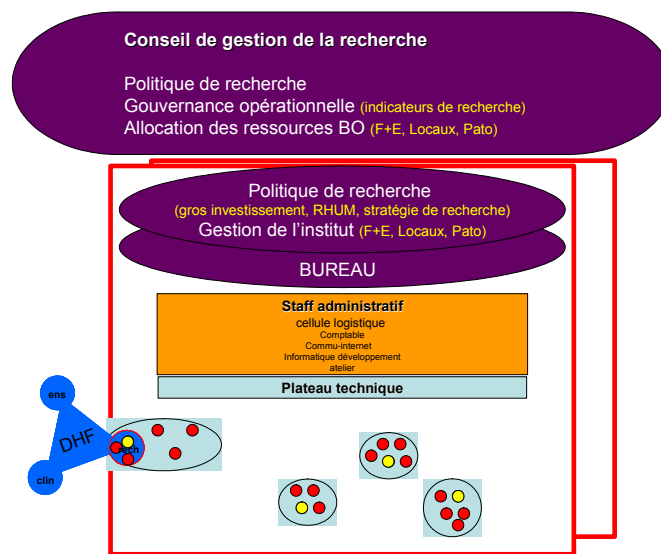 Conseil de gestion de la recherche
Politique de recherche
Gouvernance opérationnelle (indicateurs de recherche)
Allocation des ressources BO (F+E, Locaux, Pato)
Politique de recherche
(gros investissement, RHUM, stratégie de recherche)
Gestion de l'institut (F+E, Locaux, Pato)
BUREAU
Staff administratif
cellule logistique
Comptable
Commu-internet
Informatique développement
atelier
Plateau technique
ens
DHF
rech
clin